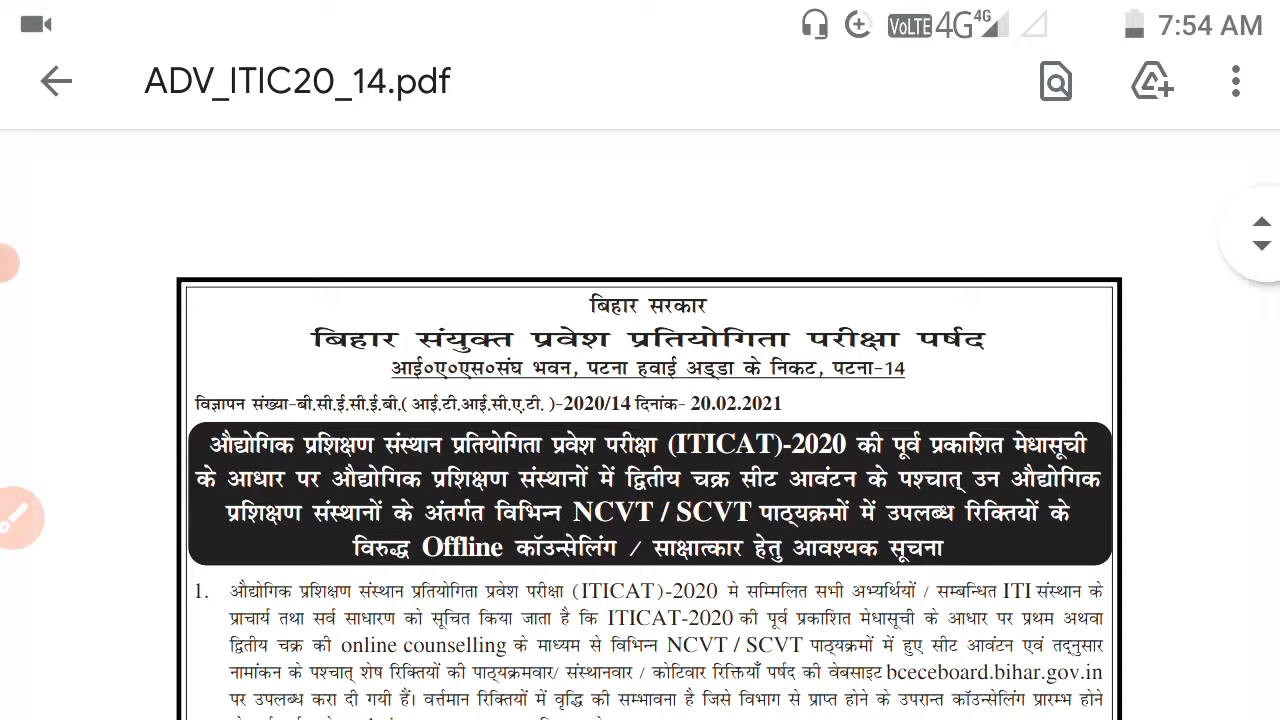 VoLTE 4G 4G 7:54 AM
ADV_ITIC20_14.pdf
बिहार सरकार
बिहार संयुक्त प्रवेश प्रतियोगिता परीक्षा पर्षद
आई०ए०एस०संघ भवन, पटना हवाई अड्डा के निकट, पटना-14
विज्ञापन संख्या-बी.सी.ई.सी.ई.बी.( आई.टी.आई.सी.ए.टी. )-2020/14 दिनांक- 20.02.2021
औद्योगिक प्रशिक्षण संस्थान प्रतियोगिता प्रवेश परीक्षा (ITICAT)-2020 की पूर्व प्रकाशित मेधासूची
के आधार पर औद्योगिक प्रशिक्षण संस्थानों में द्वितीय चक्र सीट आवंटन के पश्चात् उन औद्योगिक
प्रशिक्षण संस्थानों के अंतर्गत विभिन्न NCVT / SCVT पाठ्यक्रमों में उपलब्ध रिक्तियों के
विरुद्ध Offline कॉउन्सेलिंग / साक्षात्कार हेतु आवश्यक सूचना
1. औद्योगिक प्रशिक्षण संस्थान प्रतियोगिता प्रवेश परीक्षा (ITICAT)-2020 मे सम्मिलित सभी अभ्यर्थियों / सम्बन्धित ITI संस्थान के
प्राचार्य तथा सर्व साधारण को सूचित किया जाता है कि ITICAT-2020 की पूर्व प्रकाशित मेधासूची के आधार पर प्रथम अथवा
द्वितीय चक्र की online counselling के माध्यम से विभिन्न NCVT / SCVT पाठ्यक्रमों में हुए सीट आवंटन एवं तद्नुसार
नामांकन के पश्चात् शेष रिक्तियों की पाठ्यक्रमवार/ संस्थानवार / कोटिवार रिक्तियाँ पर्षद की वेबसाइट bceceboard.bihar.gov.in
पर उपलब्ध करा दी गयी हैं। वर्त्तमान रिक्तियों में वृद्धि की सम्भावना है जिसे विभाग से प्राप्त होने के उपरान्त कॉउन्सेलिंग प्रारम्भ होने